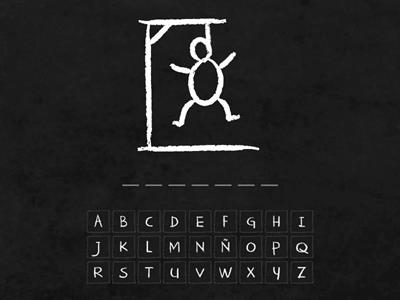 A B C D E F G H I
J K L M N Ñ O P Q
R S T U V W X Y Z